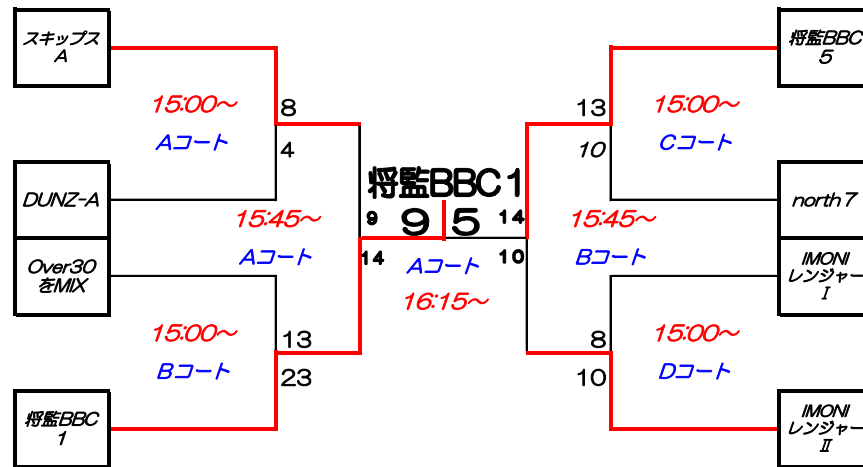 スキップス
A
将監BBC
5
15:00～
8
13
15:00～
Aコート
4
10
Cコート
将監BBC1
DUNZ-A
north7
15:45～
9
9 5
14
15:45～
Over30
をMIX
Aコート
14
Aコート
10
Bコート
IMONI
レンジャー
I
16:15～
15:00～
13
8
15:00～
Bコート
23
10
Dコート
将監BBC
1
IMONI
レンジャー
II